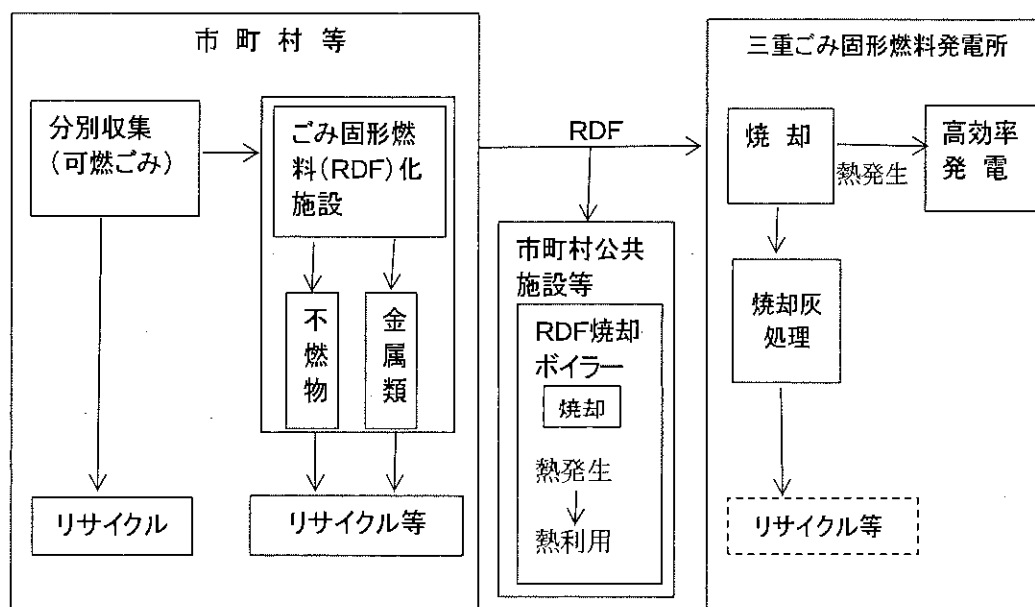 市 町 村 等
分別収集
(可燃ごみ)
ごみ固形燃
料(RDF)化
施設
不燃物
金属類
リサイクル
リサイクル等
RDF
市町村公共
施設等
RDF焼却
ボイラー
焼却
熱発生
熱利用
三重ごみ固形燃料発電所
焼 却
熱発生
高効率
発 電
焼却灰
処理
リサイクル等